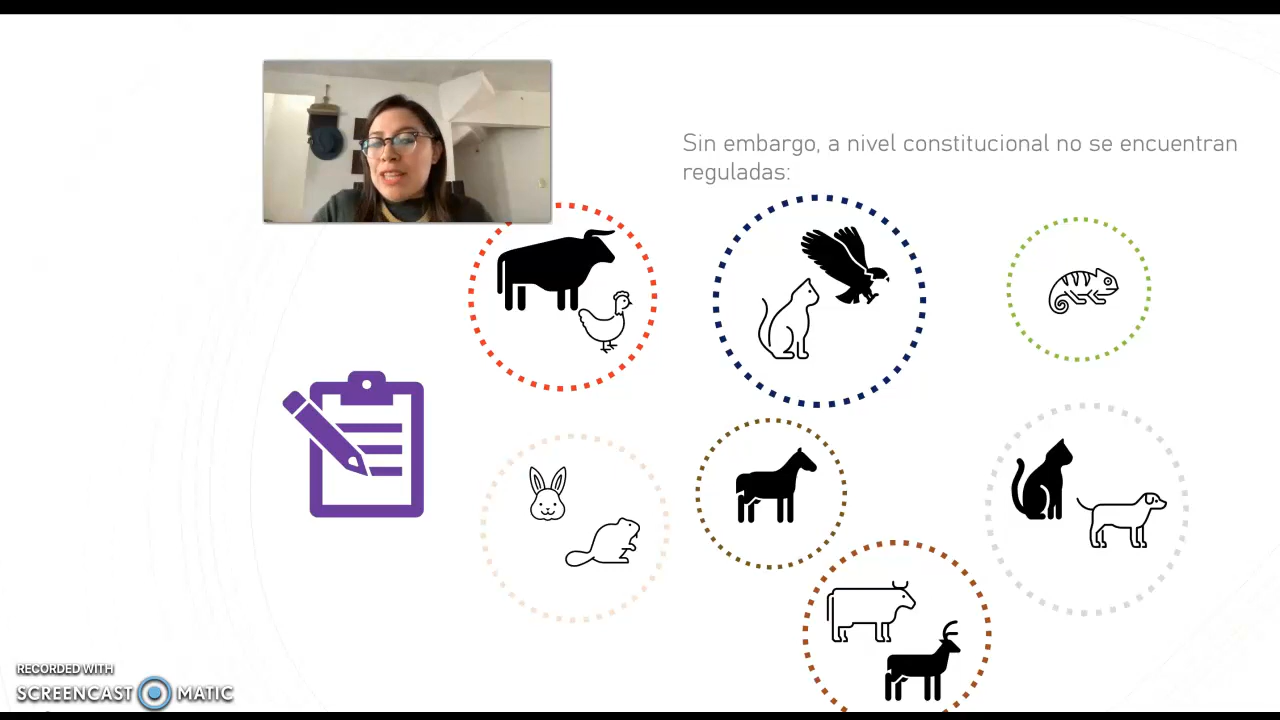 Sin embargo, a nivel constitucional no se encuentran
reguladas:
RECORDED WITH
SCREENCAST MATIC